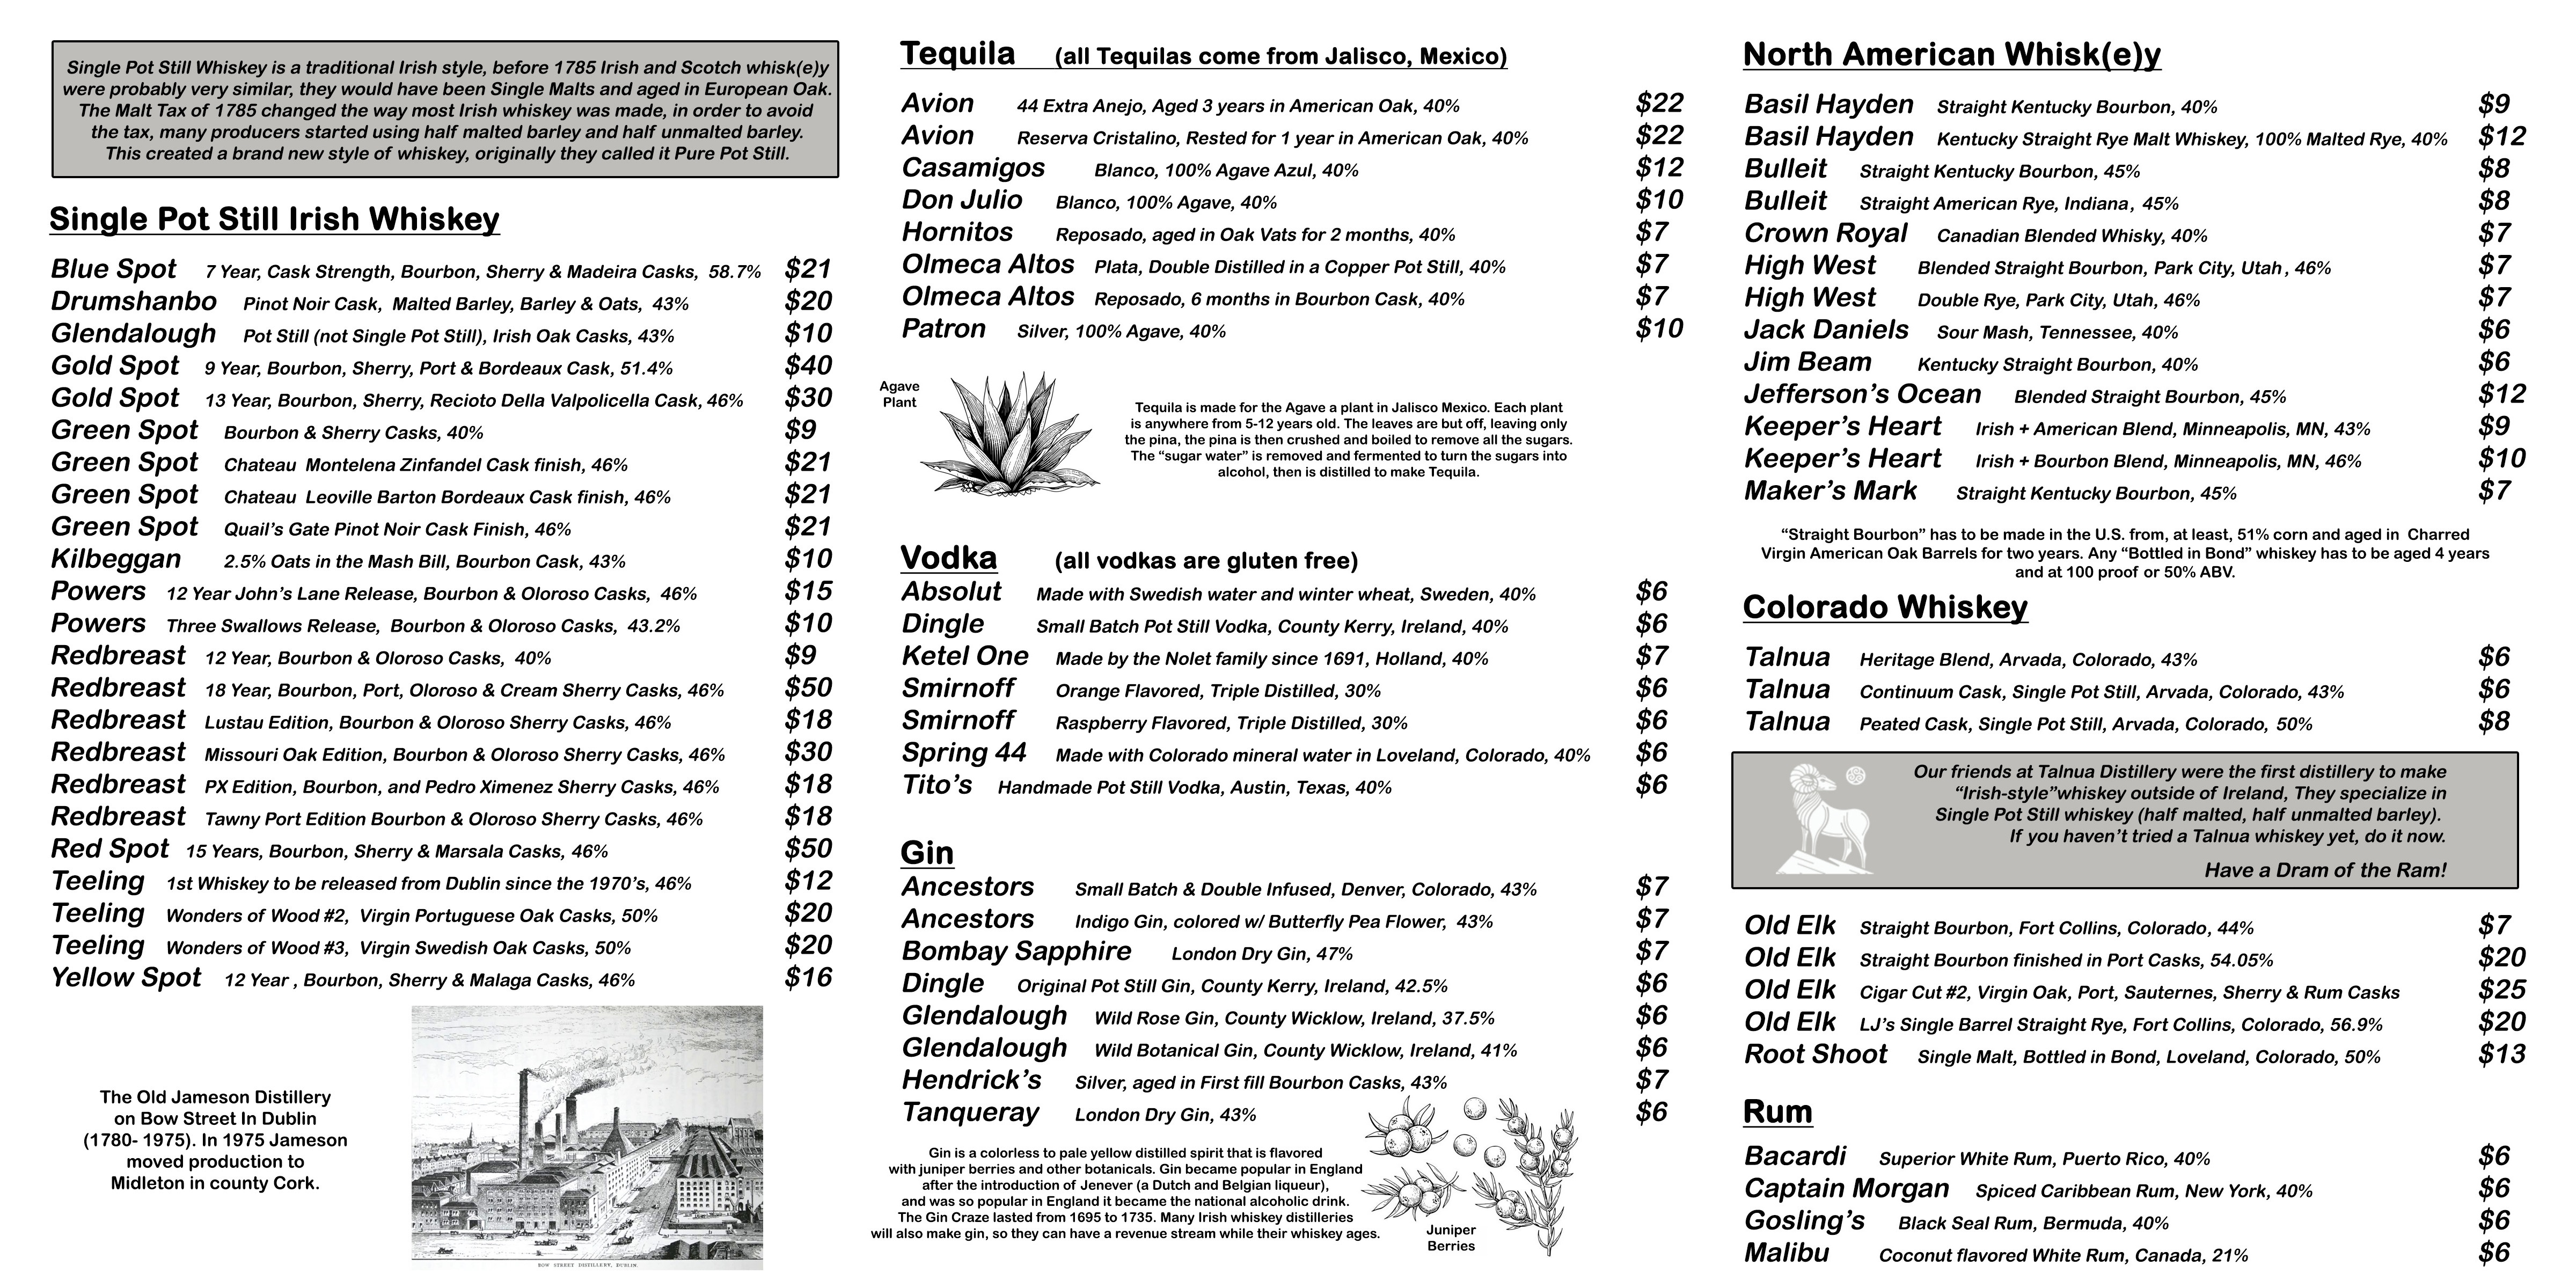 Single Pot Still Whiskey is a traditional Irish style, before 1785 Irish and Scotch whisk(e)y
were probably very similar, they would have been Single Malts and aged in European Oak.
The Malt Tax of 1785 changed the way most Irish whiskey was made, in order to avoid
the tax, many producers started using half malted barley and half unmalted barley.
This created a brand new style of whiskey, originally they called it Pure Pot Still.
Single Pot Still Irish Whiskey
Blue Spot 7 Year, Cask Strength, Bourbon, Sherry & Madeira Casks, 58.7% $21
Drumshanbo Pinot Noir Cask, Malted Barley, Barley & Oats, 43% $20
Glendalough Pot Still (not Single Pot Still), Irish Oak Casks, 43% $10
Gold Spot 9 Year, Bourbon, Sherry, Port & Bordeaux Cask, 51.4% $40
Gold Spot 13 Year, Bourbon, Sherry, Recioto Della Valpolicella Cask, 46% $30
Green Spot Bourbon & Sherry Casks, 40% $9
Green Spot Chateau Montelena Zinfandel Cask finish, 46% $21
Green Spot Chateau Leoville Barton Bordeaux Cask finish, 46% $21
Green Spot Quail's Gate Pinot Noir Cask Finish, 46% $21
Kilbeggan 2.5% Oats in the Mash Bill, Bourbon Cask, 43% $10
Powers 12 Year John's Lane Release, Bourbon & Oloroso Casks, 46% $15
Powers Three Swallows Release, Bourbon & Oloroso Casks, 43.2% $10
Redbreast 12 Year, Bourbon & Oloroso Casks, 40% $9
Redbreast 18 Year, Bourbon, Port, Oloroso & Cream Sherry Casks, 46% $50
Redbreast Lustau Edition, Bourbon & Oloroso Sherry Casks, 46% $18
Redbreast Missouri Oak Edition, Bourbon & Oloroso Sherry Casks, 46% $30
Redbreast PX Edition, Bourbon, and Pedro Ximenez Sherry Casks, 46% $18
Redbreast Tawny Port Edition Bourbon & Oloroso Sherry Casks, 46% $18
Red Spot 15 Years, Bourbon, Sherry & Marsala Casks, 46% $50
Teeling 1st Whiskey to be released from Dublin since the 1970's, 46% $12
Teeling Wonders of Wood #2, Virgin Portuguese Oak Casks, 50% $20
Teeling Wonders of Wood #3, Virgin Swedish Oak Casks, 50% $20
Yellow Spot 12 Year , Bourbon, Sherry & Malaga Casks, 46% $16
The Old Jameson Distillery
on Bow Street In Dublin
(1780- 1975). In 1975 Jameson
moved production to
Midleton in county Cork.
BOW STREET DISTILLERY, DUBLIN.
Tequila (all Tequilas come from Jalisco, Mexico)
Avion 44 Extra Anejo, Aged 3 years in American Oak, 40% $22
Avion Reserva Cristalino, Rested for 1 year in American Oak, 40% $22
Casamigos Blanco, 100% Agave Azul, 40% $12
Don Julio Blanco, 100% Agave, 40% $10
Hornitos Reposado, aged in Oak Vats for 2 months, 40% $7
Olmeca Altos Plata, Double Distilled in a Copper Pot Still, 40% $7
Olmeca Altos Reposado, 6 months in Bourbon Cask, 40% $7
Patron Silver, 100% Agave, 40% $10
Agave
Plant
Tequila is made for the Agave a plant in Jalisco Mexico. Each plant
is anywhere from 5-12 years old. The leaves are but off, leaving only
the pina, the pina is then crushed and boiled to remove all the sugars.
The "sugar water" is removed and fermented to turn the sugars into
alcohol, then is distilled to make Tequila.
Vodka (all vodkas are gluten free)
Absolut Made with Swedish water and winter wheat, Sweden, 40% $6
Dingle Small Batch Pot Still Vodka, County Kerry, Ireland, 40% $6
Ketel One Made by the Nolet family since 1691, Holland, 40% $7
Smirnoff Orange Flavored, Triple Distilled, 30% $6
Smirnoff Raspberry Flavored, Triple Distilled, 30% $6
Spring 44 Made with Colorado mineral water in Loveland, Colorado, 40% $6
Tito's Handmade Pot Still Vodka, Austin, Texas, 40% $6
Gin
Ancestors Small Batch & Double Infused, Denver, Colorado, 43% $7
Ancestors Indigo Gin, colored w/ Butterfly Pea Flower, 43% $7
Bombay Sapphire London Dry Gin, 47% $7
Dingle Original Pot Still Gin, County Kerry, Ireland, 42.5% $6
Glendalough Wild Rose Gin, County Wicklow, Ireland, 37.5% $6
Glendalough Wild Botanical Gin, County Wicklow, Ireland, 41% $6
Hendrick's Silver, aged in First fill Bourbon Casks, 43% $7
Tanqueray London Dry Gin, 43% $6
Gin is a colorless to pale yellow distilled spirit that is flavored
with juniper berries and other botanicals. Gin became popular in England
after the introduction of Jenever (a Dutch and Belgian liqueur),
and was so popular in England it became the national alcoholic drink.
The Gin Craze lasted from 1695 to 1735. Many Irish whiskey distilleries
will also make gin, so they can have a revenue stream while their whiskey ages.
Juniper
Berries
North American Whisk(e)y
Basil Hayden Straight Kentucky Bourbon, 40% $9
Basil Hayden Kentucky Straight Rye Malt Whiskey, 100% Malted Rye, 40% $12
Bulleit Straight Kentucky Bourbon, 45% $8
Bulleit Straight American Rye, Indiana, 45% $8
Crown Royal Canadian Blended Whisky, 40% $7
High West Blended Straight Bourbon, Park City, Utah , 46% $7
High West Double Rye, Park City, Utah, 46% $7
Jack Daniels Sour Mash, Tennessee, 40% $6
Jim Beam Kentucky Straight Bourbon, 40% $6
Jefferson's Ocean Blended Straight Bourbon, 45% $12
Keeper's Heart Irish + American Blend, Minneapolis, MN, 43% $9
Keeper's Heart Irish + Bourbon Blend, Minneapolis, MN, 46% $10
Maker's Mark Straight Kentucky Bourbon, 45% $7
"Straight Bourbon" has to be made in the U.S. from, at least, 51% corn and aged in Charred
Virgin American Oak Barrels for two years. Any "Bottled in Bond" whiskey has to be aged 4 years
and at 100 proof or 50% ABV.
Colorado Whiskey
Talnua Heritage Blend, Arvada, Colorado, 43% $6
Talnua Continuum Cask, Single Pot Still, Arvada, Colorado, 43% $6
Talnua Peated Cask, Single Pot Still, Arvada, Colorado, 50% $8
Our friends at Talnua Distillery were the first distillery to make
"Irish-style"whiskey outside of Ireland, They specialize in
Single Pot Still whiskey (half malted, half unmalted barley).
If you haven't tried a Talnua whiskey yet, do it now.
Have a Dram of the Ram!
Old Elk Straight Bourbon, Fort Collins, Colorado, 44% $7
Old Elk Straight Bourbon finished in Port Casks, 54.05% $20
Old Elk Cigar Cut #2, Virgin Oak, Port, Sauternes, Sherry & Rum Casks $25
Old Elk LJ's Single Barrel Straight Rye, Fort Collins, Colorado, 56.9% $20
Root Shoot Single Malt, Bottled in Bond, Loveland, Colorado, 50% $13
Rum
Bacardi Superior White Rum, Puerto Rico, 40% $6
Captain Morgan Spiced Caribbean Rum, New York, 40% $6
Gosling's Black Seal Rum, Bermuda, 40% $6
Malibu Coconut flavored White Rum, Canada, 21% $6